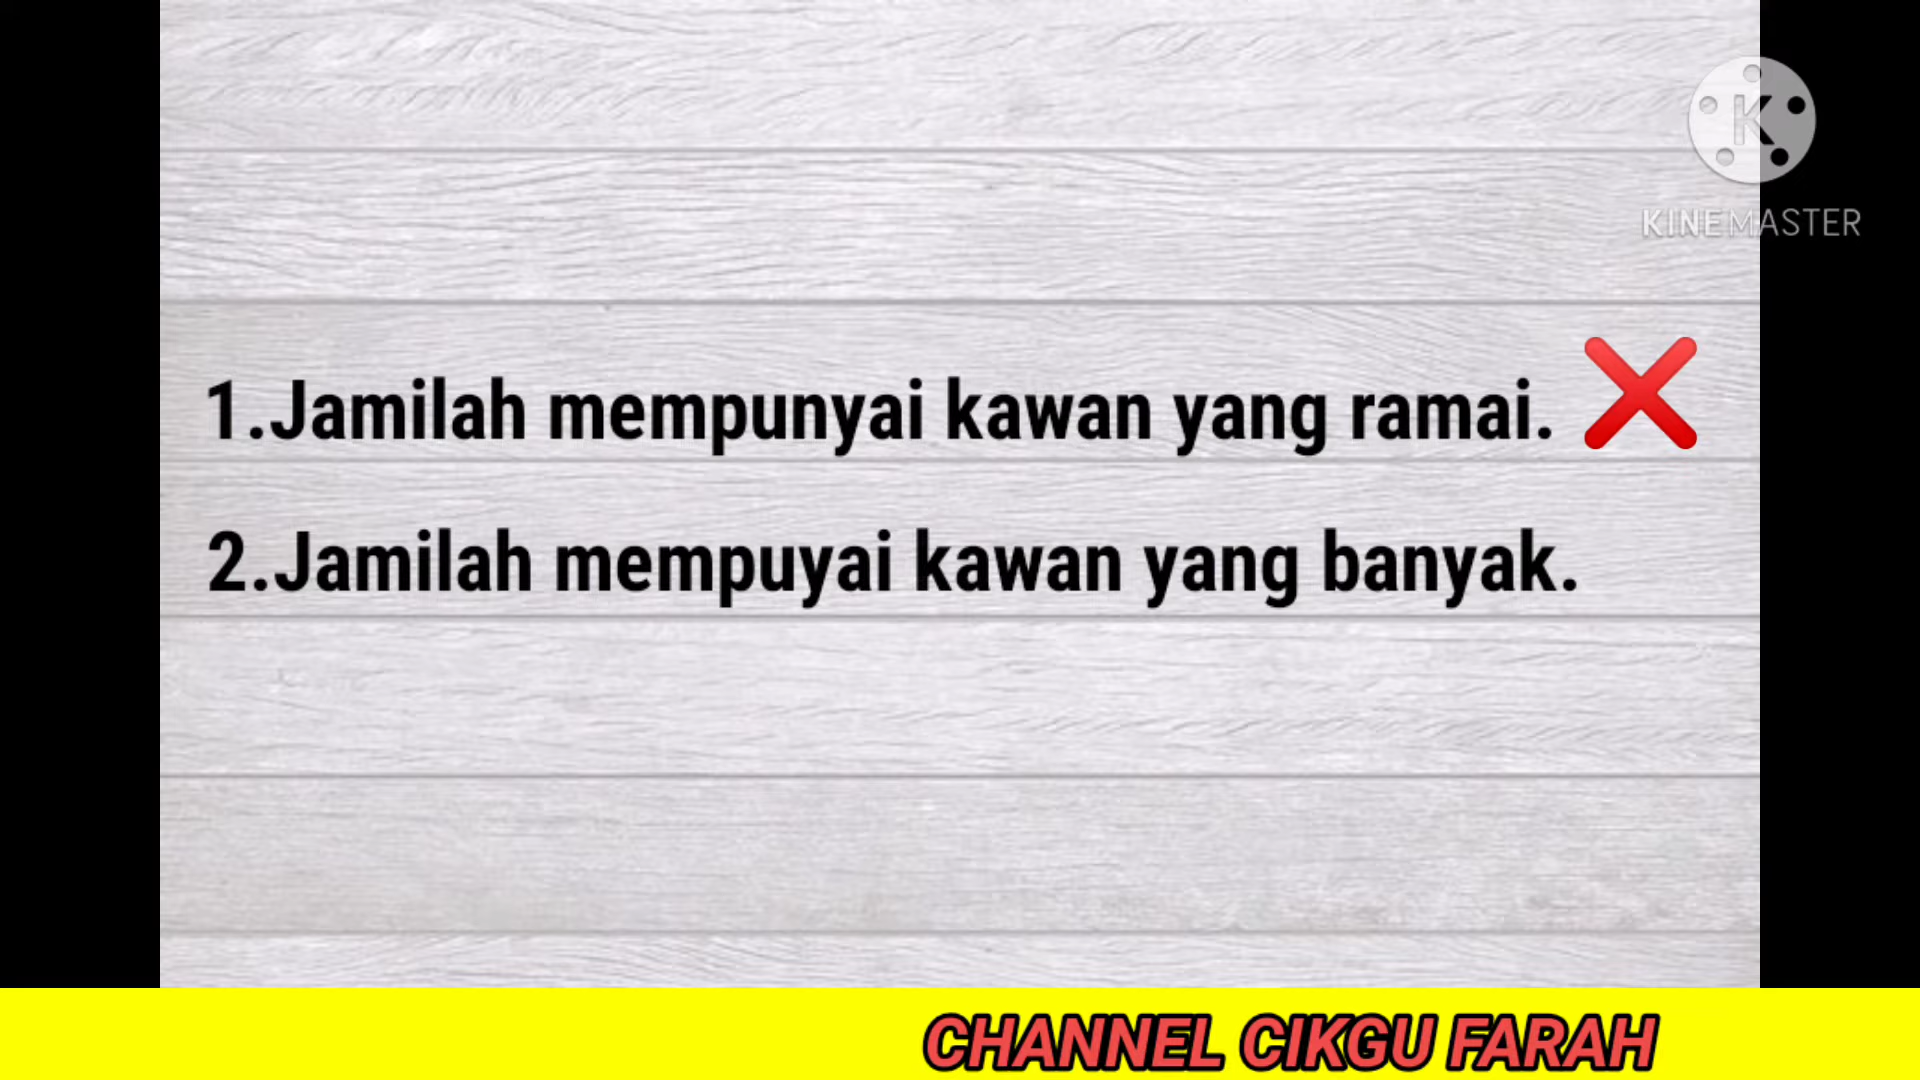 K
KINEMASTER
1.Jamilah mempunyai kawan yang ramai.
2.Jamilah mempuyai kawan yang banyak.
CHANNEL CIKGU FARAH